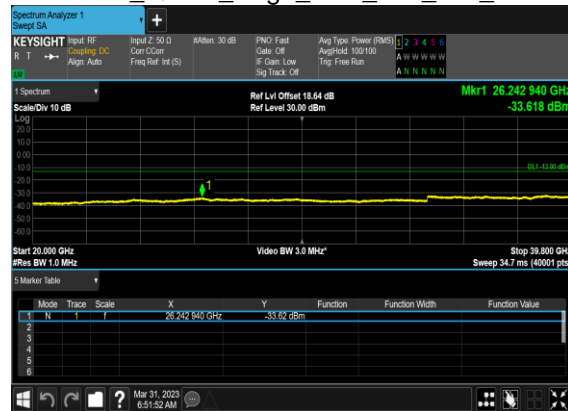 Spectrum Analyzer 1
Swept SA
+
KEYSIGHT Input: RF Input Z: 50 Ω #Atten: 30 dB PNO: Fast Avg Type: Power (RMS) 1 2 3 4 5 6
R T Coupling: DC Corr CCorr Gate: Off Avg|Hold: 100/100 A W W W W W
Align: Auto Freq Ref: Int (S) IF Gain: Low Trig: Free Run
LXI Sig Track: Off A N N N N N
1 Spectrum Ref Lvl Offset 18.64 dB Mkr1 26.242 940 GHz
Scale/Div 10 dB Ref Level 30.00 dBm -33.618 dBm
Log
20.0
10.0
0.00
-10.0 DL1 -13.00 dBm
-20.0
-30.0 1
-40.0
-50.0
-60.0
Start 20.000 GHz Video BW 3.0 MHz* Stop 39.800 GHz
#Res BW 1.0 MHz Sweep 34.7 ms (40001 pts
5 Marker Table
Mode Trace Scale X Y Function Function Width Function Value
1 N 1 f 26.242 940 GHz -33.62 dBm
2
3
4
5
6
? Mar 31, 2023
6:51:52 AM